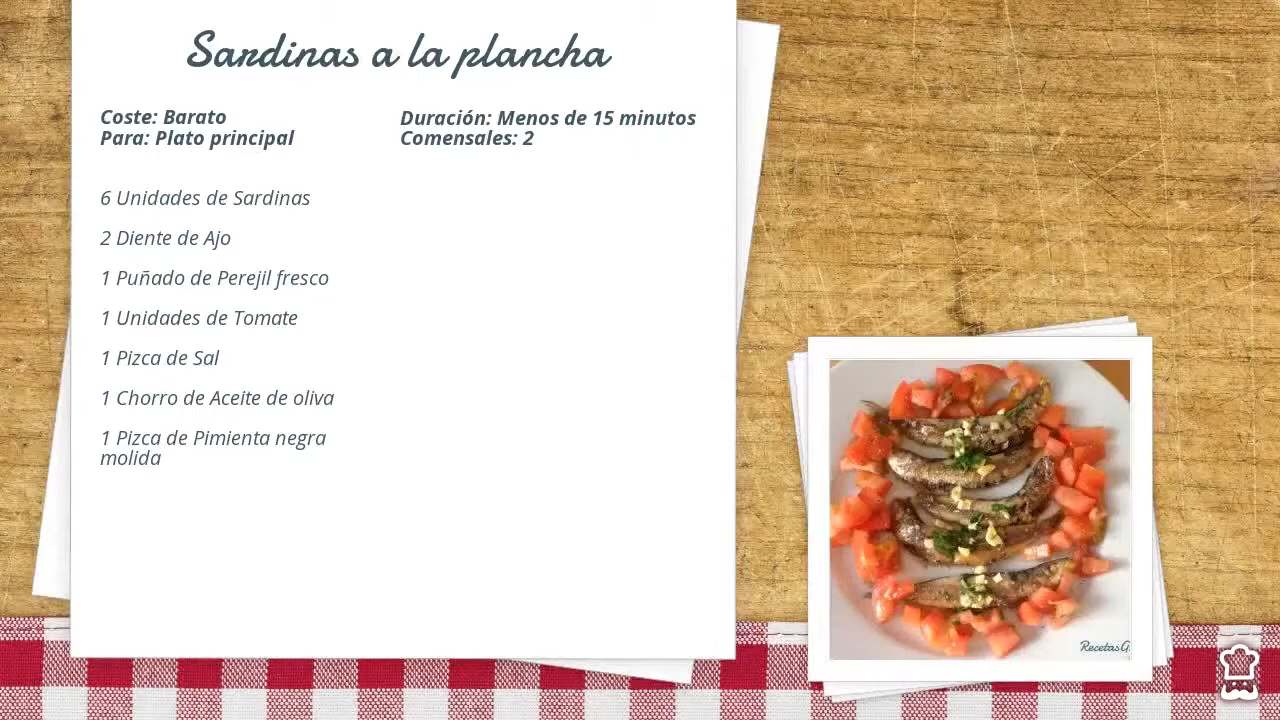 Sardinas a la plancha
Coste: Barato
Para: Plato principal
Duración: Menos de 15 minutos
Comensales: 2
6 Unidades de Sardinas
2 Diente de Ajo
1 Puñado de Perejil fresco
1 Unidades de Tomate
1 Pizca de Sal
1 Chorro de Aceite de oliva
1 Pizca de Pimienta negra
molida
RecetasG